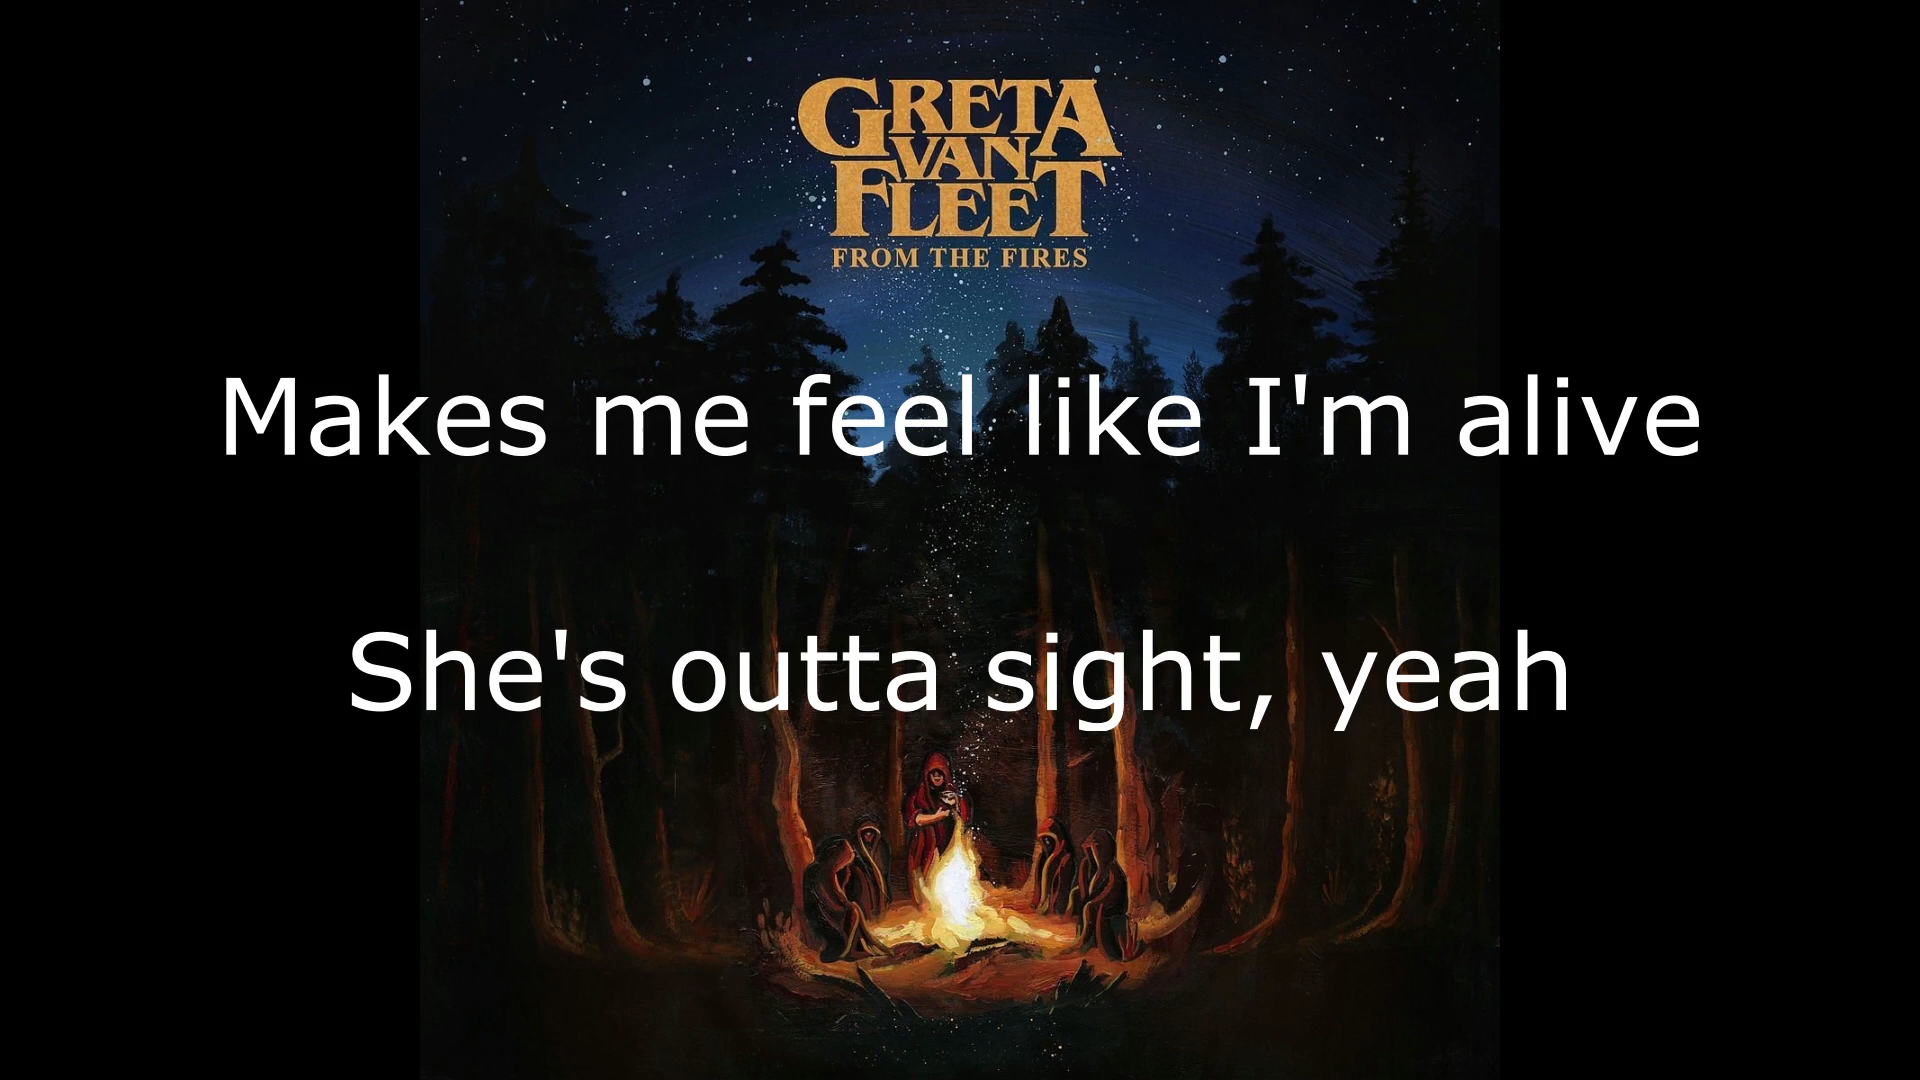 GRETA
VAN
FLEET
FROM THE FIRES
Makes me feel like I'm alive
She's outta sight, yeah